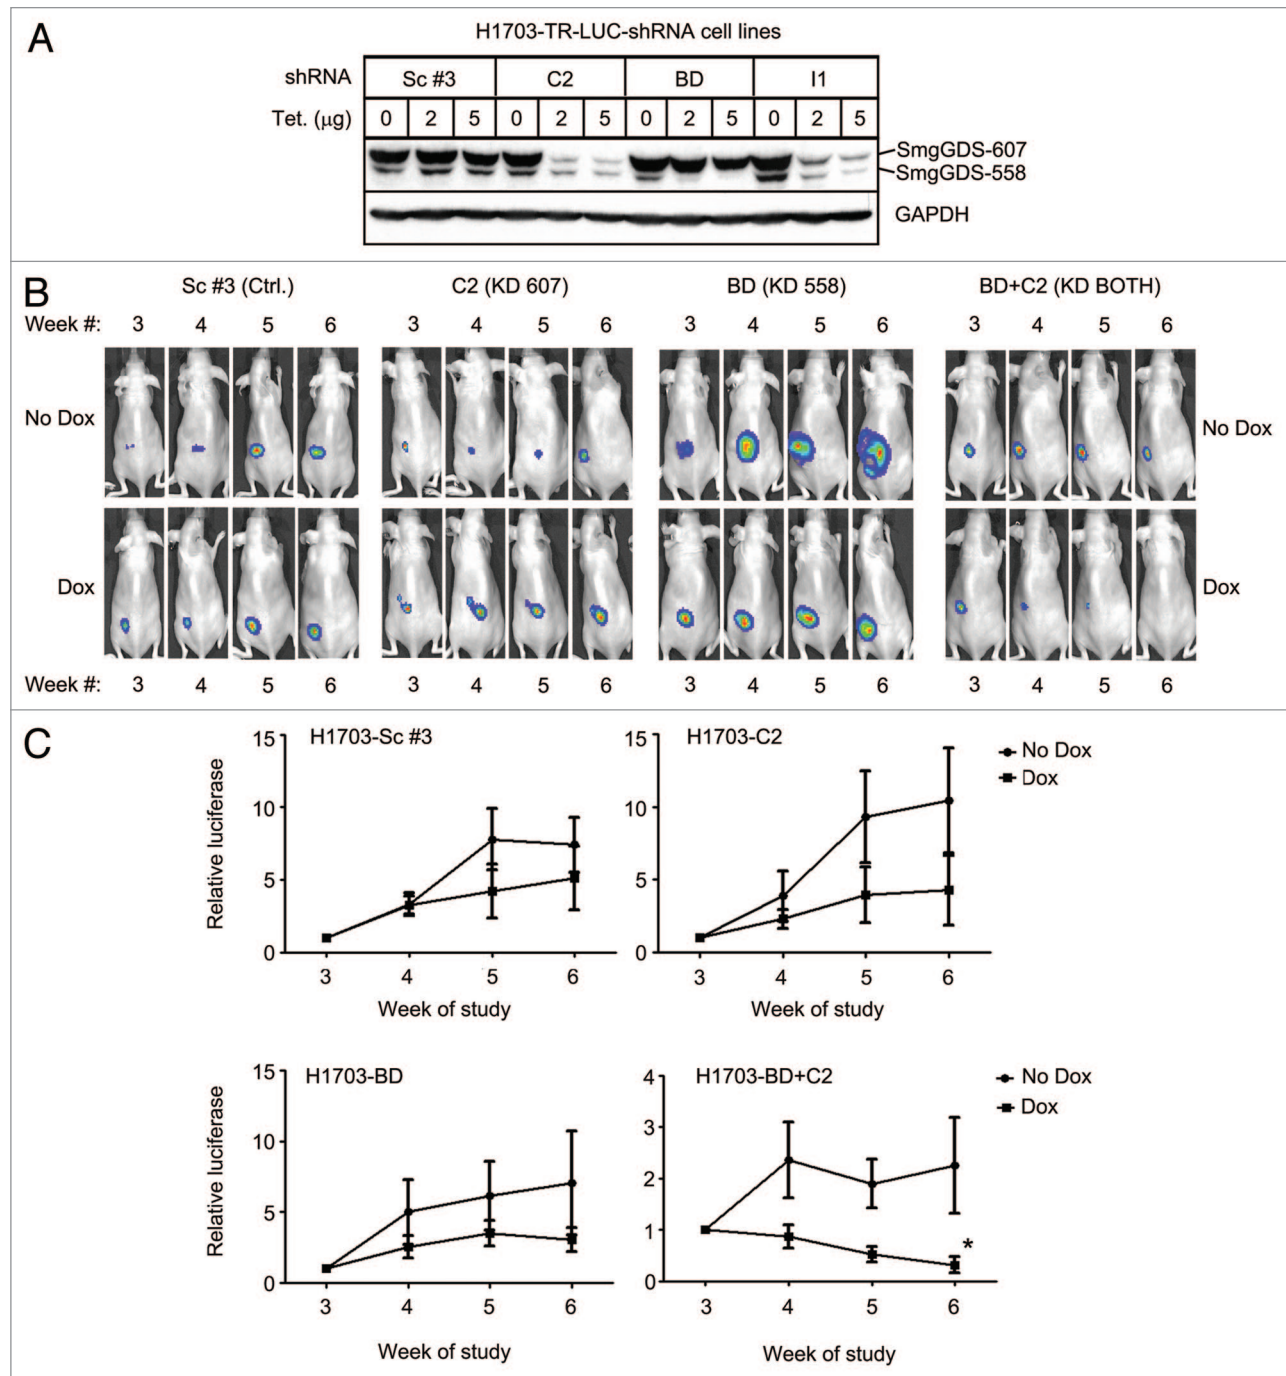 A
H1703-TR-LUC-shRNA cell lines
shRNA Sc #3 C2 BD I1
Tet. (μg) 0 2 5 0 2 5 0 2 5 0 2 5
SmgGDS-607
SmgGDS-558
GAPDH
B
Sc #3 (Ctrl.) C2 (KD 607) BD (KD 558) BD+C2 (KD BOTH)
Week #: 3 4 5 6 3 4 5 6 3 4 5 6 3 4 5 6
No Dox No Dox
Dox Dox
Week #: 3 4 5 6 3 4 5 6 3 4 5 6 3 4 5 6
C
H1703-Sc #3
15
10
5
0
Relative luciferase
3 4 5 6
Week of study
H1703-C2
15
10
5
0
3 4 5 6
Week of study
No Dox
Dox
H1703-BD
15
10
5
0
Relative luciferase
3 4 5 6
Week of study
H1703-BD+C2
4
3
2
1
0
*
3 4 5 6
Week of study
No Dox
Dox